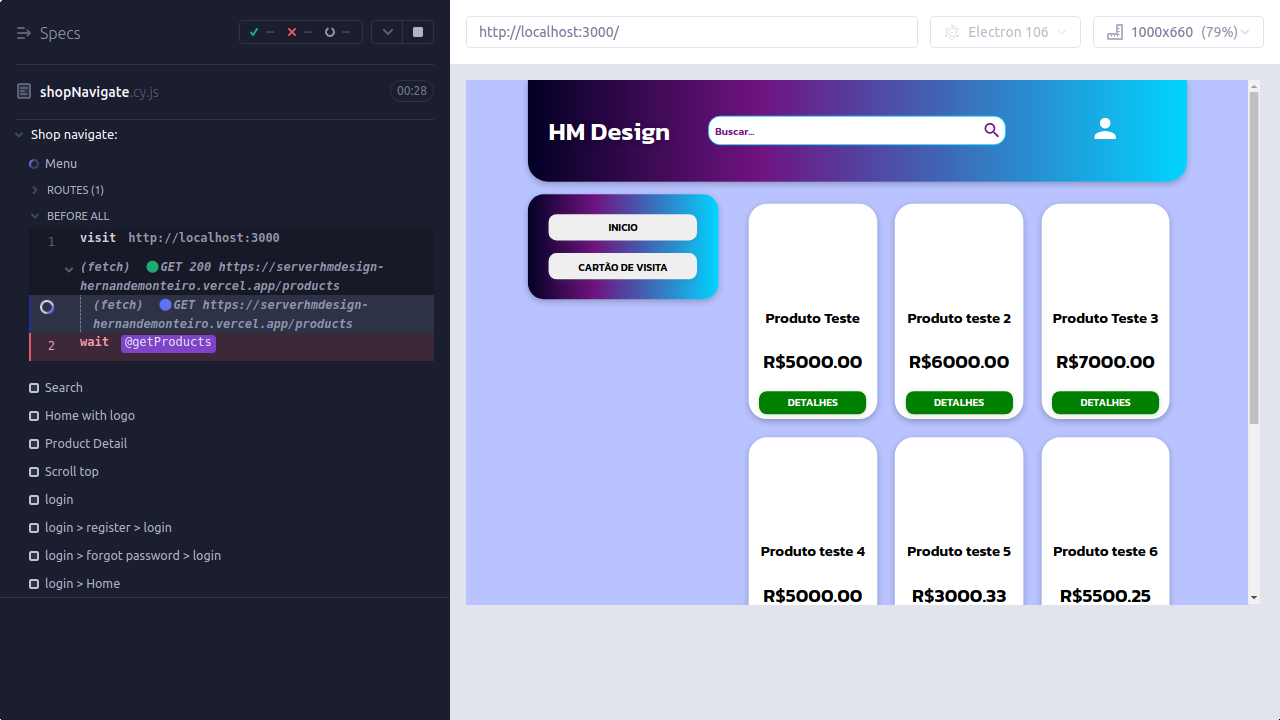 Specs
-- -- --
http://localhost:3000/
Electron 106
1000x660 (79%)
shopNavigate.cy.js
00:28
Shop navigate:
Menu
ROUTES (1)
BEFORE ALL
1 visit http://localhost:3000
(fetch) GET 200 https://serverhmdesign-
hernandemonteiro.vercel.app/products
(fetch) GET https://serverhmdesign-
hernandemonteiro.vercel.app/products
2 wait @getProducts
Search
Home with logo
Product Detail
Scroll top
login
login > register > login
login > forgot password > login
login > Home
HM Design
Buscar...
INICIO
CARTÃO DE VISITA
Produto Teste
R$5000.00
DETALHES
Produto teste 2
R$6000.00
DETALHES
Produto Teste 3
R$7000.00
DETALHES
Produto teste 4
R$5000.00
Produto teste 5
R$3000.33
Produto teste 6
R$5500.25